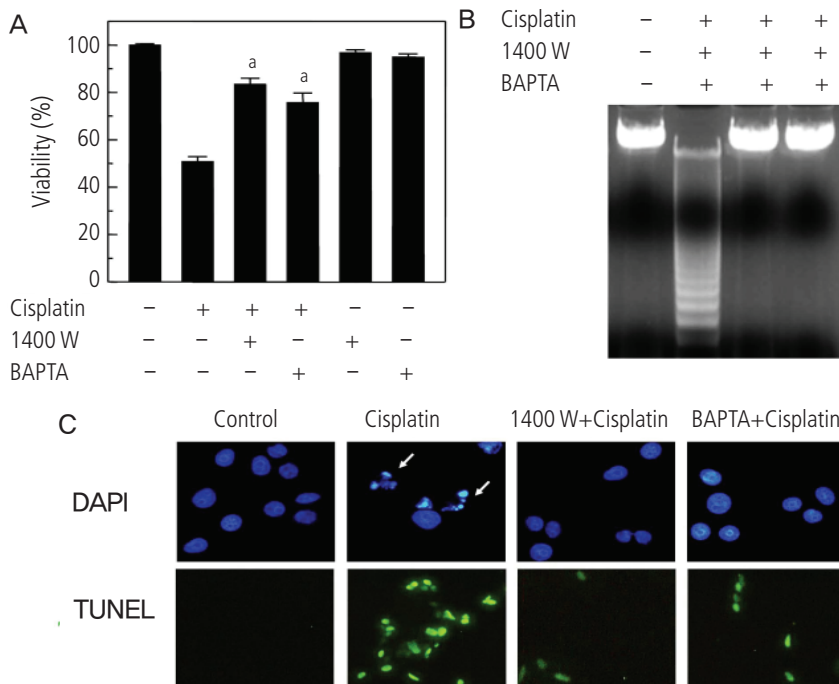 A
Viability (%)
100
80
60
40
20
0
a
a
Cisplatin − + + + − −
1400 W − − + − + −
BAPTA − − − + − +
B
Cisplatin − + + +
1400 W − + + +
BAPTA − + + +
C
Control Cisplatin 1400 W+Cisplatin BAPTA+Cisplatin
DAPI
TUNEL